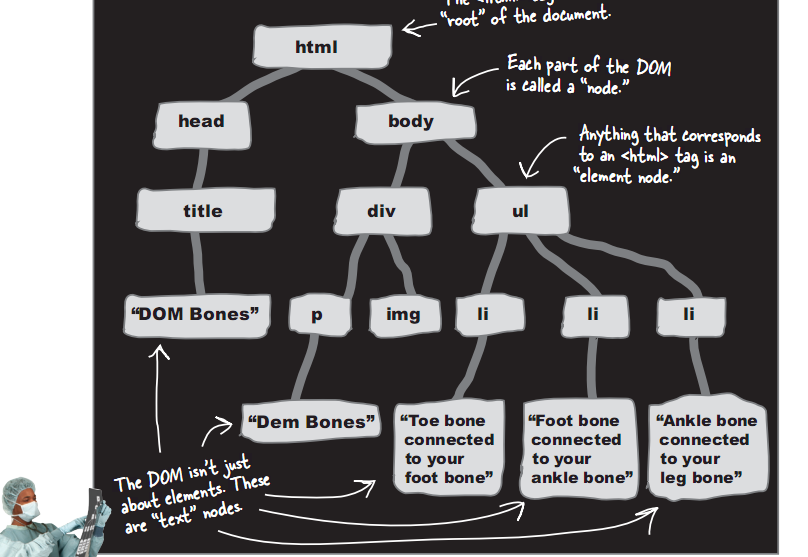 "root" of the document.
html
Each part of the DOM
is called a "node."
head
body
Anything that corresponds
to an <html> tag is an
"element node."
title
div
ul
"DOM Bones"
p
img
li
li
li
"Dem Bones"
"Toe bone
connected
to your
foot bone"
"Foot bone
connected
to your
ankle bone"
"Ankle bone
connected
to your
leg bone"
The DOM isn't just
about elements. These
are "text" nodes.